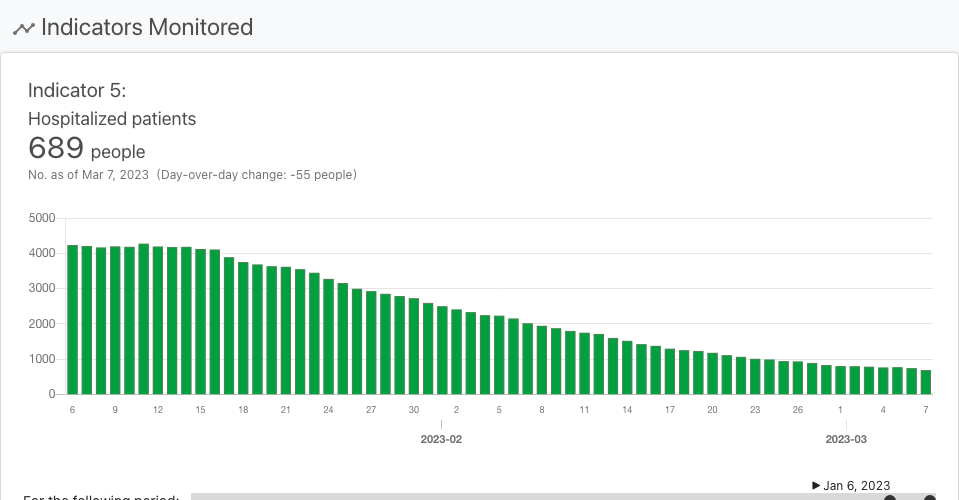 Indicators Monitored
Indicator 5:
Hospitalized patients
689 people
No. as of Mar 7, 2023 (Day-over-day change: -55 people)
5000
4000
3000
2000
1000
0
6 9 12 15 18 21 24 27 30 2 5 8 11 14 17 20 23 26 1 4 7
2023-02 2023-03
▶ Jan 6, 2023
For the following period: